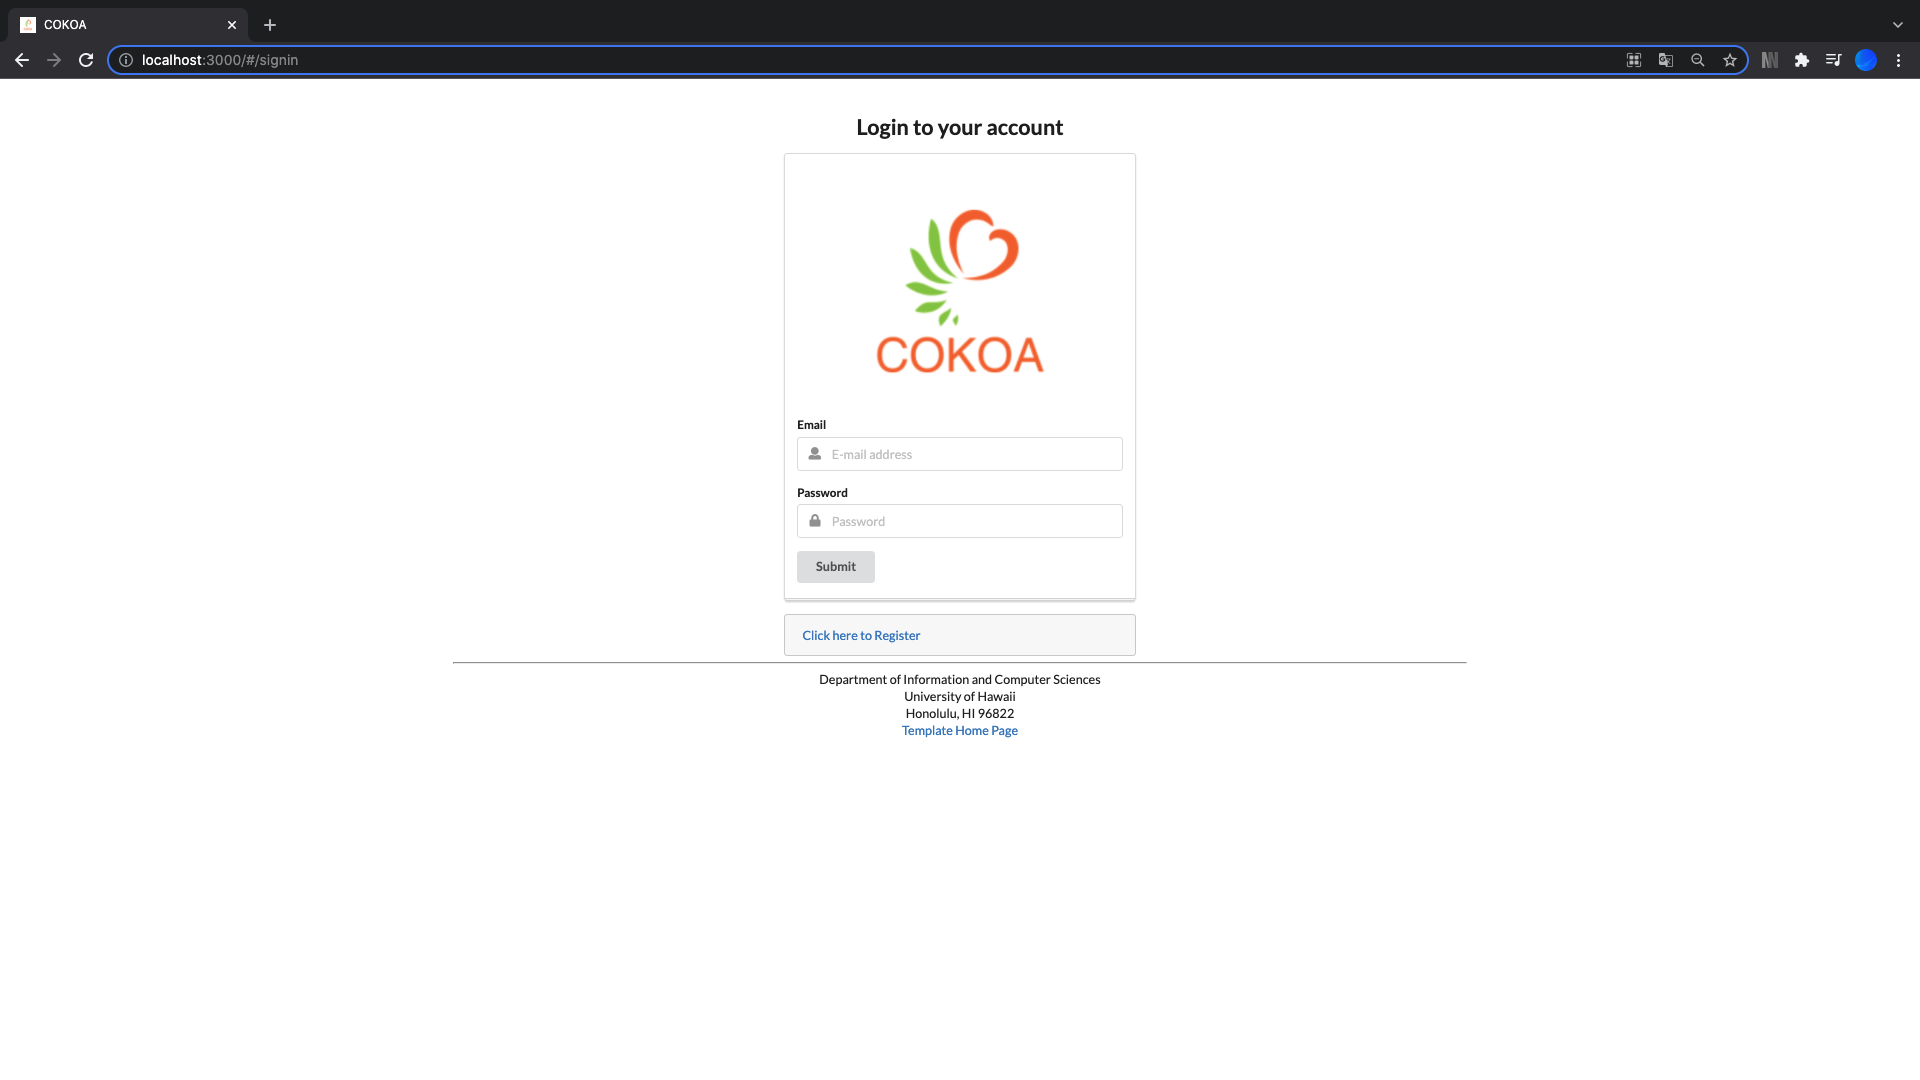 COKOA
localhost:3000/#/signin
Login to your account
COKOA
Email
E-mail address
Password
Password
Submit
Click here to Register
Department of Information and Computer Sciences
University of Hawaii
Honolulu, HI 96822
Template Home Page